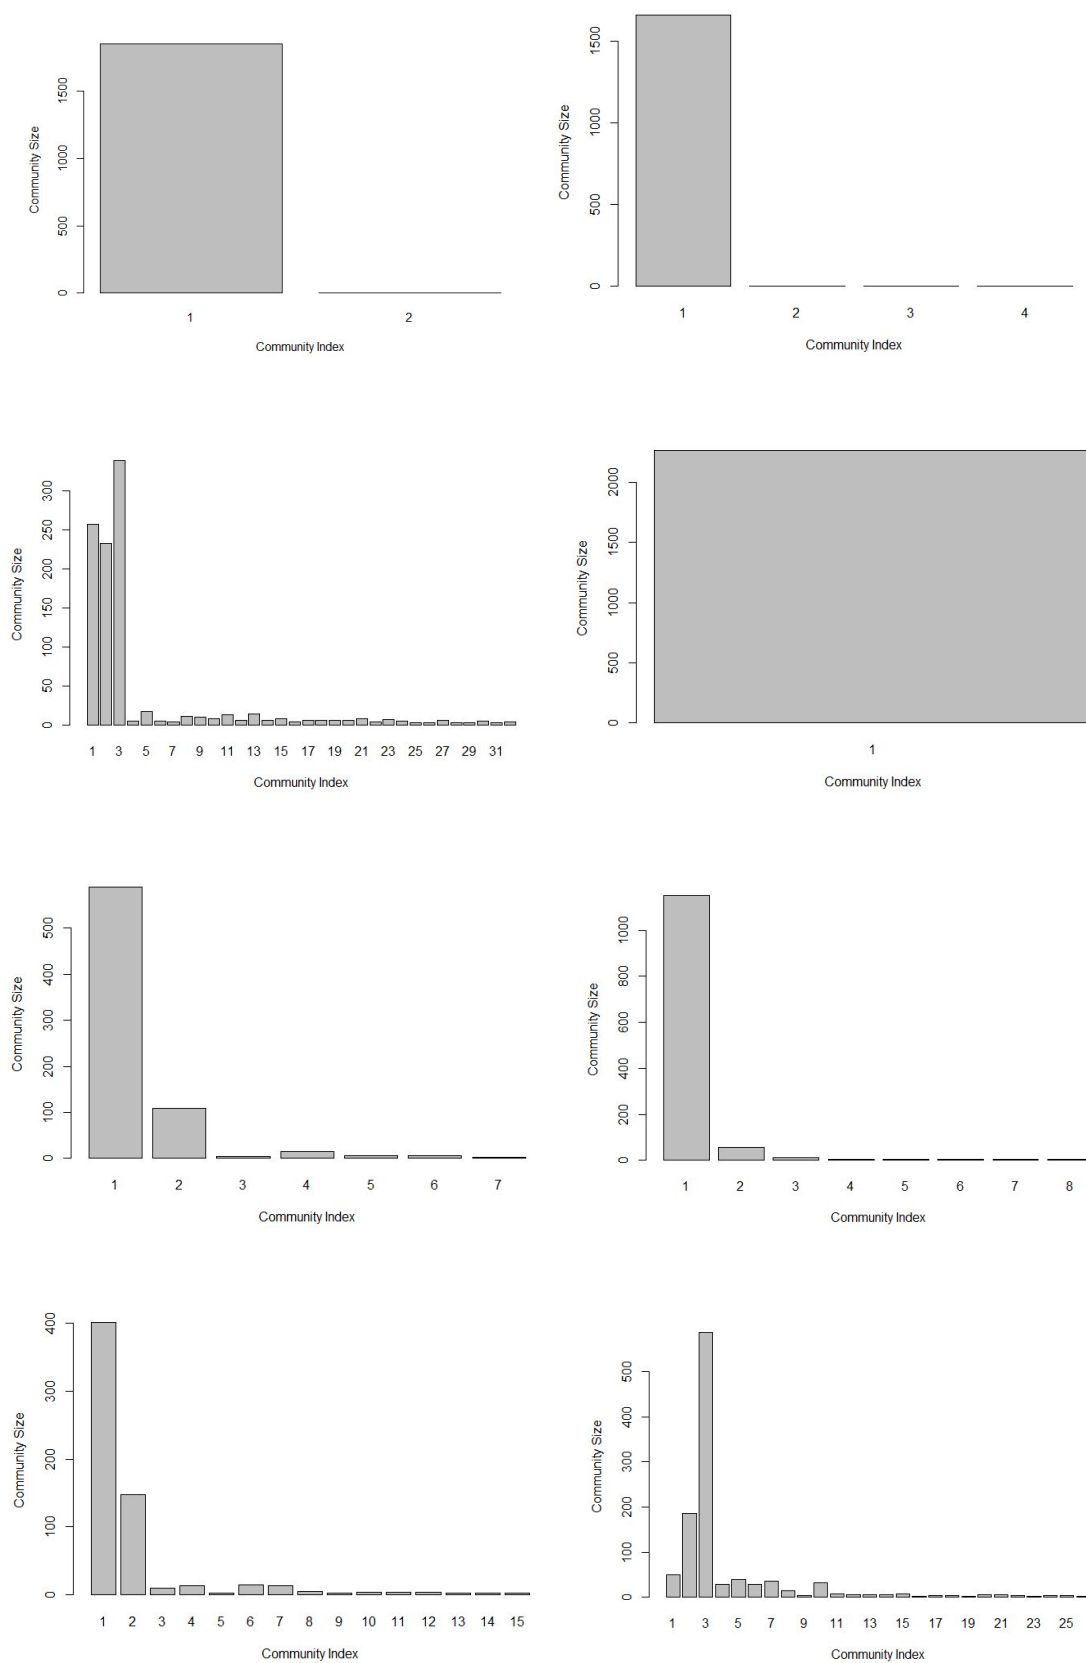 Community Size
0 500 1000 1500
1 2
Community Index
Community Size
0 500 1000 1500
1 2 3 4
Community Index
Community Size
0 50 100 150 200 250 300
1 3 5 7 9 11 13 15 17 19 21 23 25 27 29 31
Community Index
Community Size
0 500 1000 1500 2000
1
Community Index
Community Size
0 100 200 300 400 500
1 2 3 4 5 6 7
Community Index
Community Size
0 200 400 600 800 1000
1 2 3 4 5 6 7 8
Community Index
Community Size
0 100 200 300 400
1 2 3 4 5 6 7 8 9 10 11 12 13 14 15
Community Index
Community Size
0 100 200 300 400 500
1 3 5 7 9 11 13 15 17 19 21 23 25
Community Index